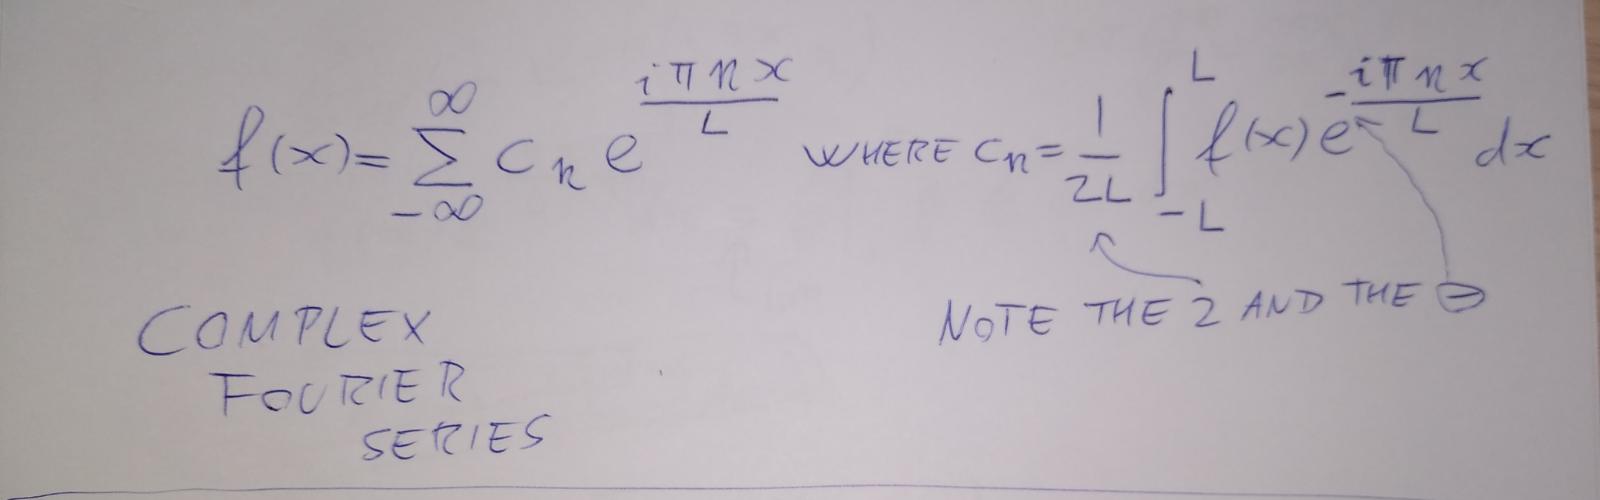 f(x) = \sum_{-\infty}^{\infty} c_n e^{\frac{i \pi n x}{L}} WHERE c_n = \frac{1}{2L} \int_{-L}^{L} f(x) e^{-\frac{i \pi n x}{L}} dx
NOTE THE 2 AND THE ⊖
COMPLEX
FOURIER
SERIES